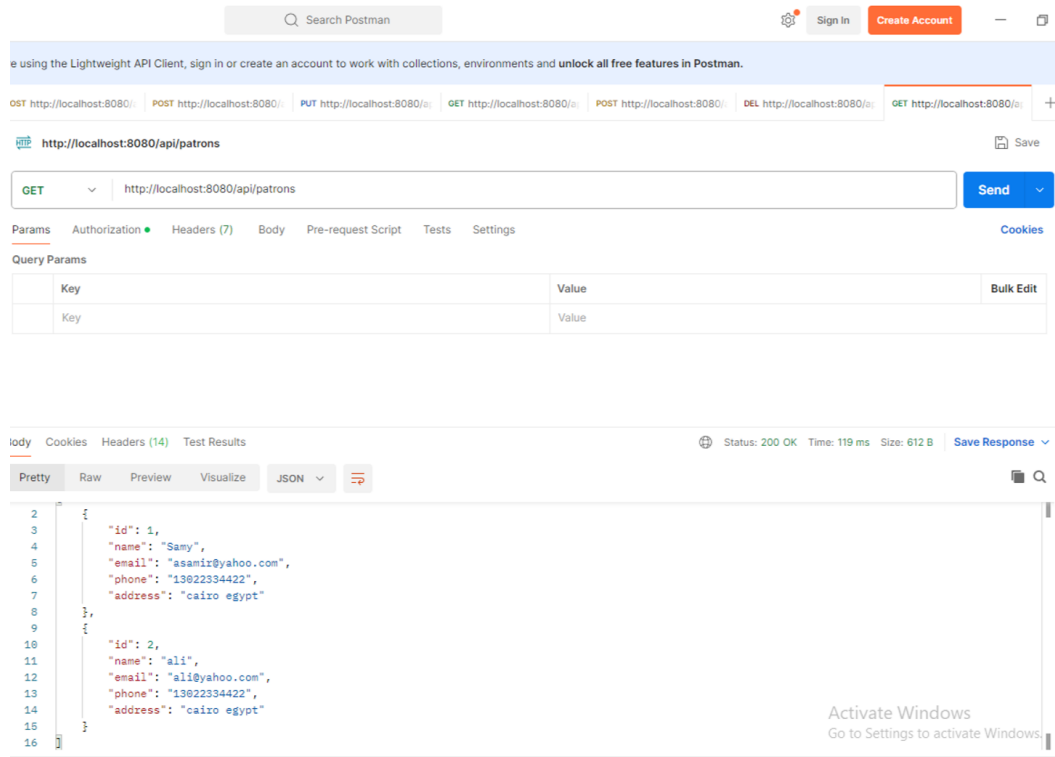 Search Postman
Sign In
Create Account
e using the Lightweight API Client, sign in or create an account to work with collections, environments and unlock all free features in Postman.
OST http://localhost:8080/ POST http://localhost:8080/ PUT http://localhost:8080/a GET http://localhost:8080/a POST http://localhost:8080/ DEL http://localhost:8080/a GET http://localhost:8080/a
HTTP http://localhost:8080/api/patrons Save
GET http://localhost:8080/api/patrons Send
Params Authorization Headers (7) Body Pre-request Script Tests Settings Cookies
Query Params
Key Value Bulk Edit
Key Value
Body Cookies Headers (14) Test Results Status: 200 OK Time: 119 ms Size: 612 B Save Response
Pretty Raw Preview Visualize JSON
2 {
3 "id": 1,
4 "name": "Samy",
5 "email": "asamir@yahoo.com",
6 "phone": "13022334422",
7 "address": "cairo egypt"
8 },
9 {
10 "id": 2,
11 "name": "ali",
12 "email": "ali@yahoo.com",
13 "phone": "13022334422",
14 "address": "cairo egypt"
15 }
16 ]
Activate Windows
Go to Settings to activate Windows.